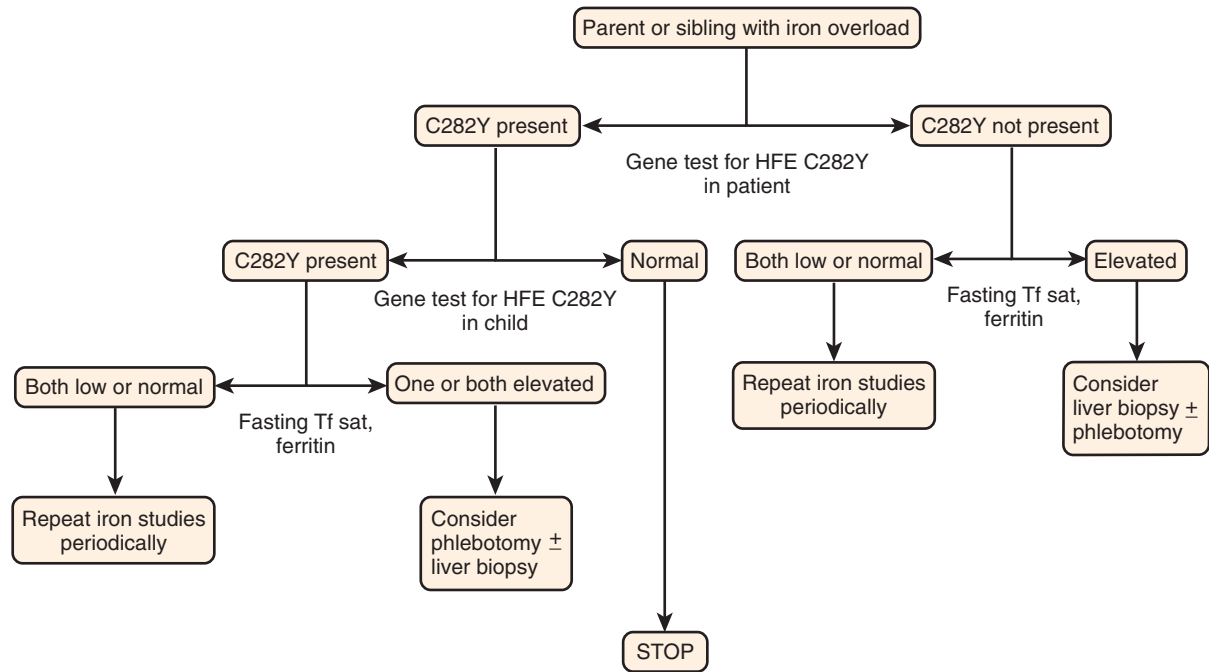 Parent or sibling with iron overload
C282Y present
C282Y not present
Gene test for HFE C282Y
in patient
C282Y present
Normal
Both low or normal
Elevated
Gene test for HFE C282Y
in child
Fasting Tf sat,
ferritin
Both low or normal
One or both elevated
Fasting Tf sat,
ferritin
Repeat iron studies
periodically
Consider
liver biopsy ±
phlebotomy
Repeat iron studies
periodically
Consider
phlebotomy ±
liver biopsy
STOP